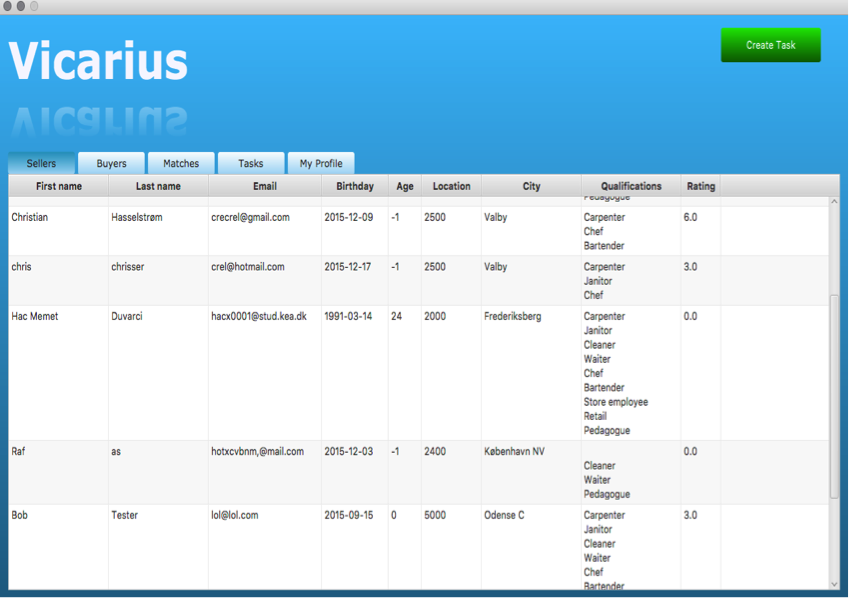 Vicarius
Create Task
Sellers Buyers Matches Tasks My Profile
First name Last name Email Birthday Age Location City Qualifications Rating
Pedagogue
Christian Hasselstrøm crecrel@gmail.com 2015-12-09 -1 2500 Valby Carpenter 6.0
Chef
Bartender
chris chrisser crel@hotmail.com 2015-12-17 -1 2500 Valby Carpenter 3.0
Janitor
Chef
Hac Memet Duvarci hacx0001@stud.kea.dk 1991-03-14 24 2000 Frederiksberg Carpenter 0.0
Janitor
Cleaner
Waiter
Chef
Bartender
Store employee
Retail
Pedagogue
Raf as hotxcvbnm,@mail.com 2015-12-03 -1 2400 København NV 0.0
Cleaner
Waiter
Pedagogue
Bob Tester lol@lol.com 2015-09-15 0 5000 Odense C Carpenter 3.0
Janitor
Cleaner
Waiter
Chef
Bartender